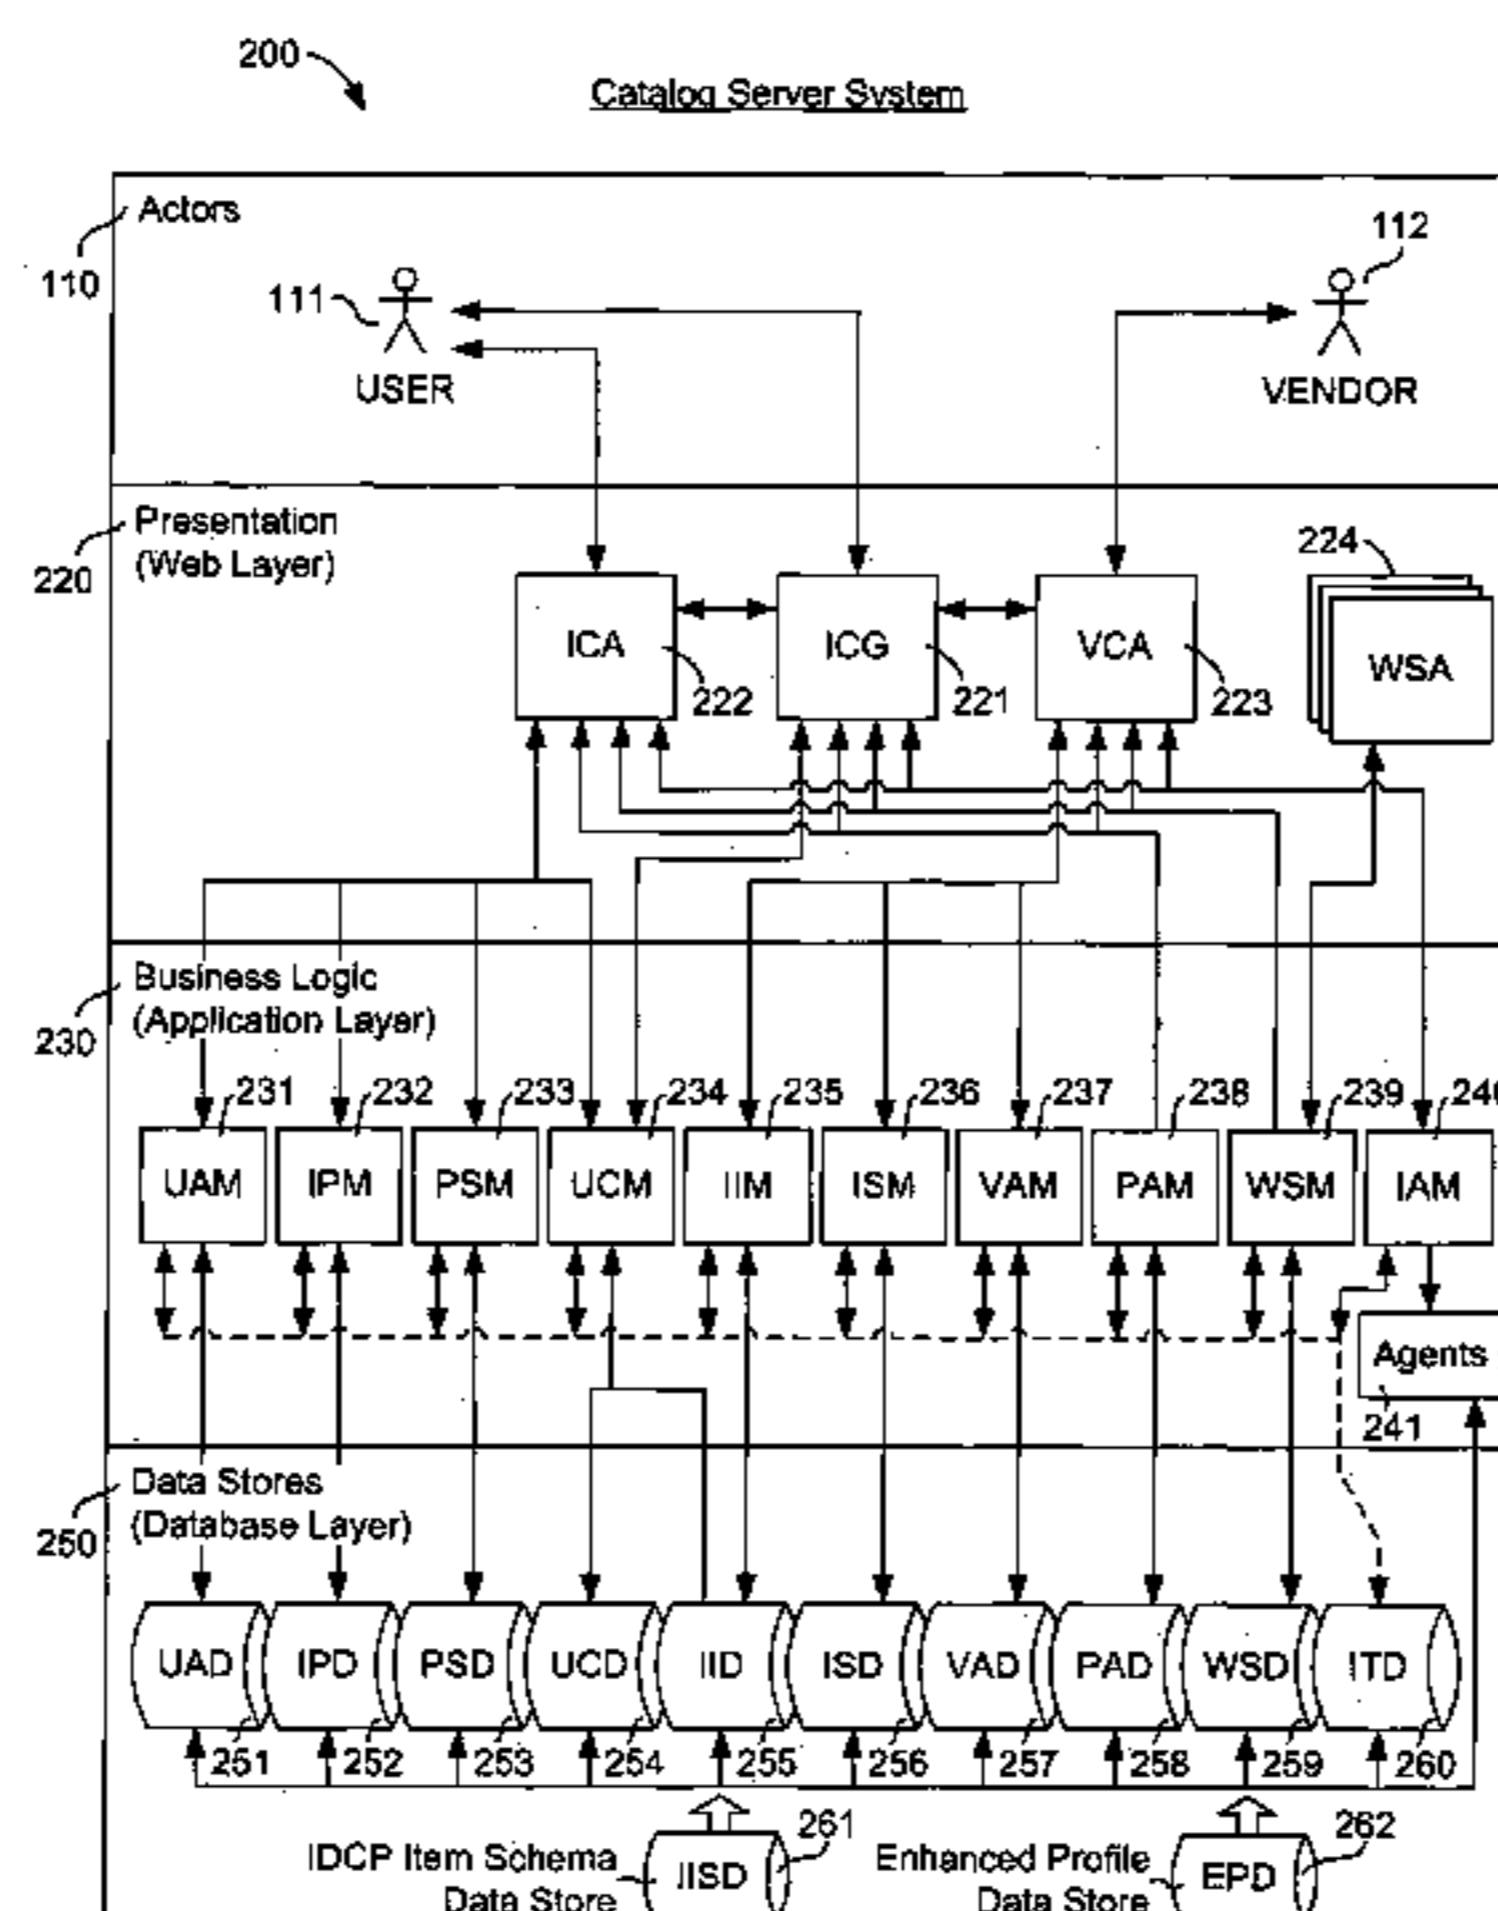 200
Catalog Server System
Actors
110
111
112
USER
VENDOR
Presentation
(Web Layer)
220
224
ICA
ICG
VCA
WSA
222
221
223
Business Logic
(Application Layer)
230
231
232
233
234
235
236
237
238
239
UAM
IPM
PSM
UCM
IIM
ISM
VAM
PAM
WSM
IAM
Agents
241
Data Stores
(Database Layer)
250
UAD
IPD
PSD
UCD
IID
ISD
VAD
PAD
WSD
ITD
251
252
253
254
255
256
257
258
259
260
261
262
IDCP Item Schema
Data Store
IISD
Enhanced Profile
Data Store
EPD